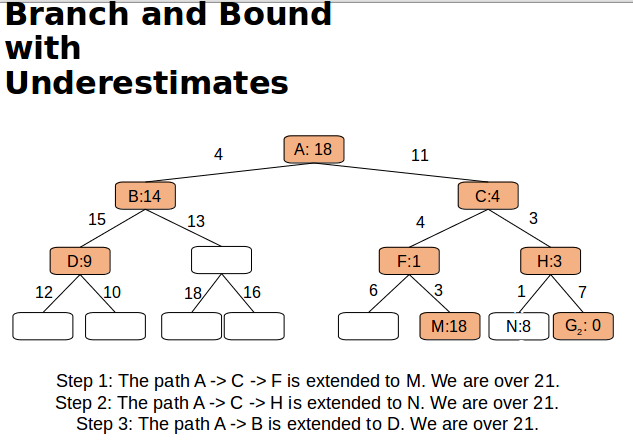 Branch and Bound
with
Underestimates
A: 18
4
11
B:14
C:4
15
13
4
3
D:9
F:1
H:3
12
10
18
16
6
3
1
7
M:18
N:8
G2: 0
Step 1: The path A -> C -> F is extended to M. We are over 21.
Step 2: The path A -> C -> H is extended to N. We are over 21.
Step 3: The path A -> B is extended to D. We are over 21.